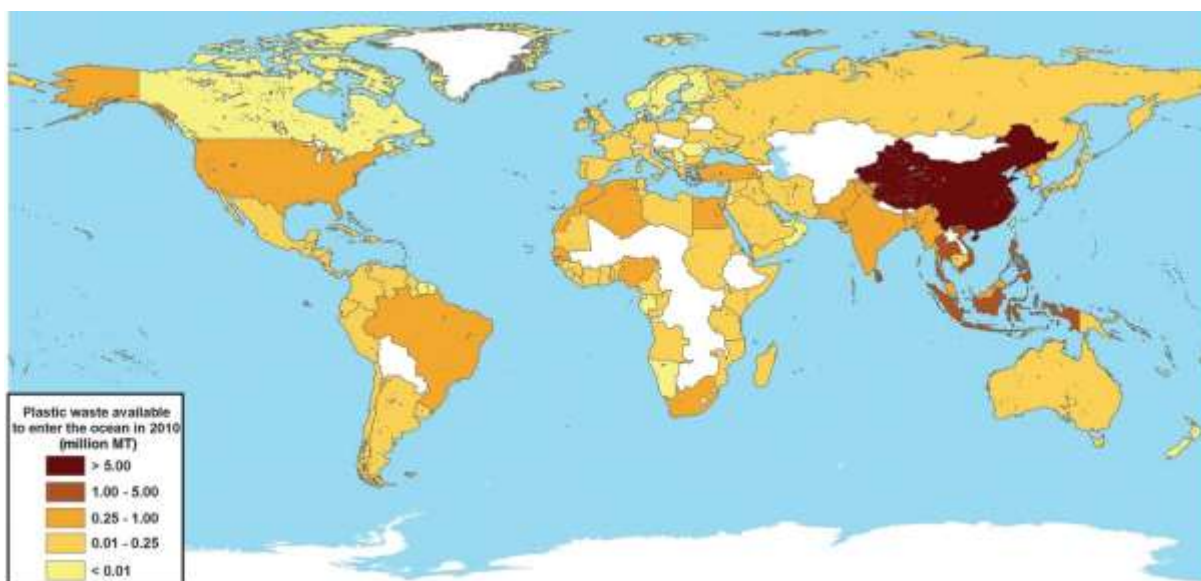 Plastic waste available
to enter the ocean in 2010
(million MT)
> 5.00
1.00 - 5.00
0.25 - 1.00
0.01 - 0.25
< 0.01